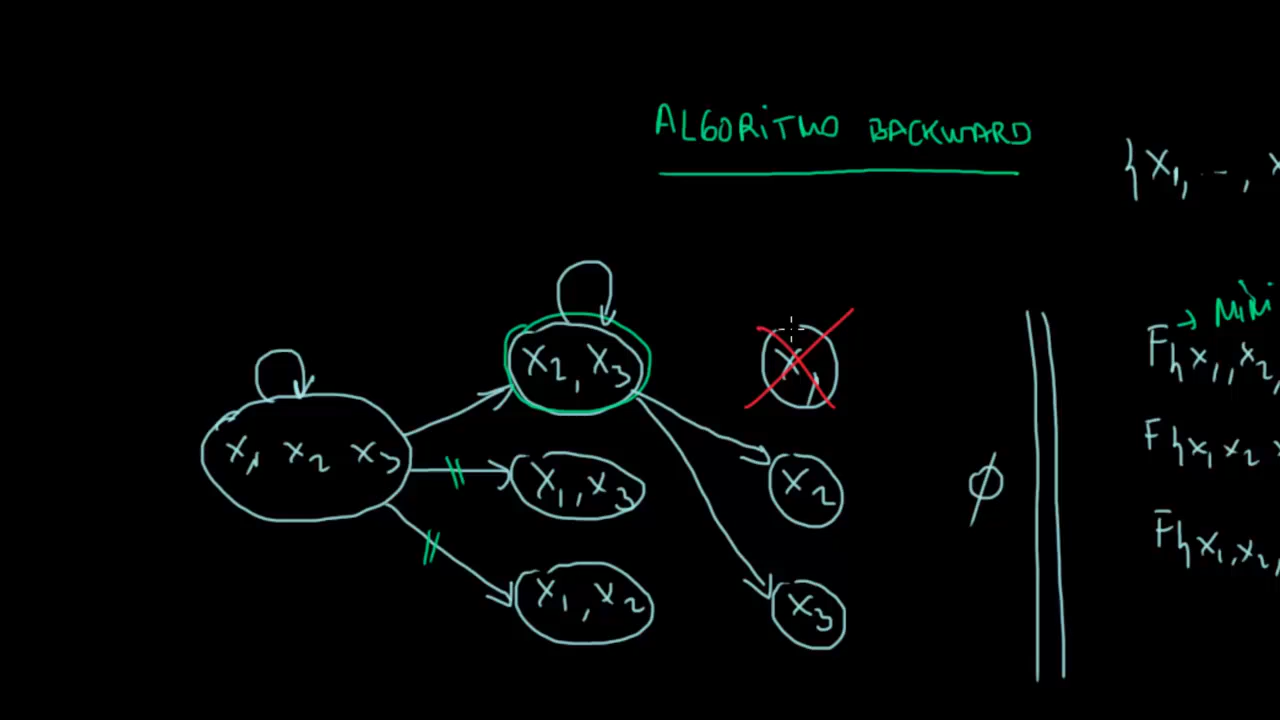 ALGORITMO BACKWARD
{X1, ..., X
X2, X3
X1
→ MINI
F{X1, X2,
X1 X2 X3
X1, X3
X2
∅
F{X1 X2
X1, X2
X3
F{X1, X2,